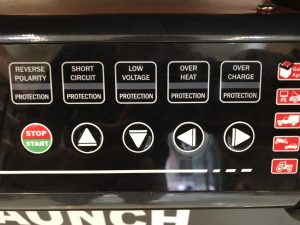 REVERSE POLARITY PROTECTION
SHORT CIRCUIT PROTECTION
LOW VOLTAGE PROTECTION
OVER HEAT PROTECTION
OVER CHARGE PROTECTION
STOP
START
AUNCH